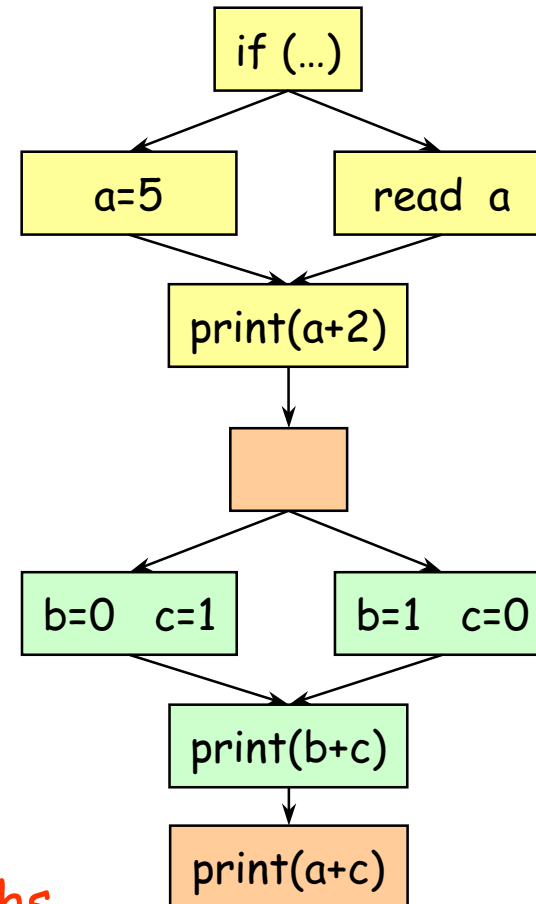 if (…)
a=5 read a
print(a+2)
b=0 c=1 b=1 c=0
print(b+c)
print(a+c)